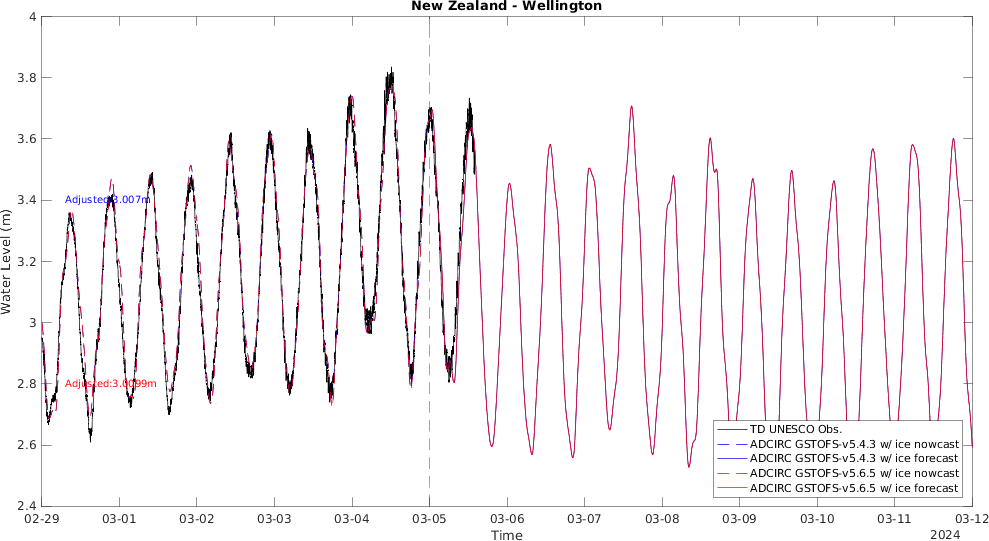 New Zealand - Wellington
4
3.8
3.6
3.4
3.2
3
2.8
2.6
2.4
Water Level (m)
Adjusted:3.007m
Adjusted:3.0099m
TD UNESCO Obs.
ADCIRC GSTOFS-v5.4.3 w/ ice nowcast
ADCIRC GSTOFS-v5.4.3 w/ ice forecast
ADCIRC GSTOFS-v5.6.5 w/ ice nowcast
ADCIRC GSTOFS-v5.6.5 w/ ice forecast
02-29 03-01 03-02 03-03 03-04 03-05 03-06 03-07 03-08 03-09 03-10 03-11 03-12
Time
2024